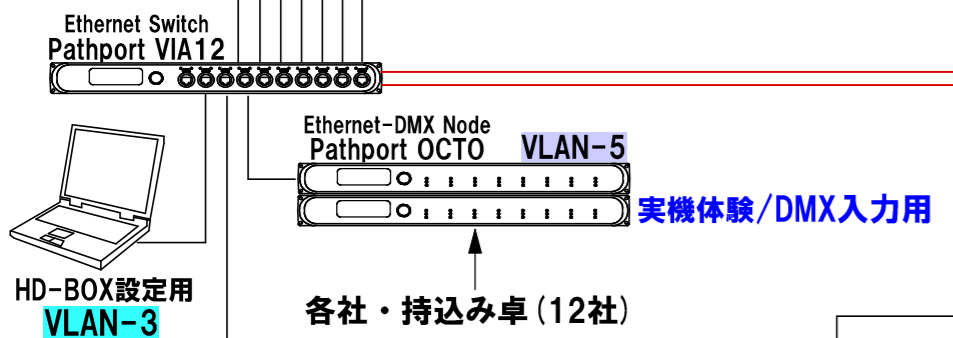 Ethernet Switch
Pathport VIA12
Ethernet-DMX Node
Pathport OCTO
VLAN-5
実機体験/DMX入力用
HD-BOX設定用
VLAN-3
各社・持込み卓(12社)